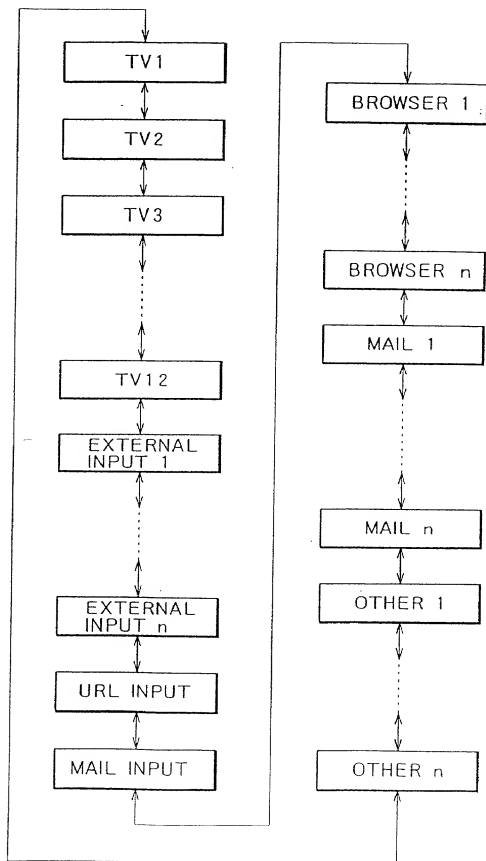 TV1
TV2
TV3
TV12
EXTERNAL
INPUT 1
EXTERNAL
INPUT n
URL INPUT
MAIL INPUT
BROWSER 1
BROWSER n
MAIL 1
MAIL n
OTHER 1
OTHER n